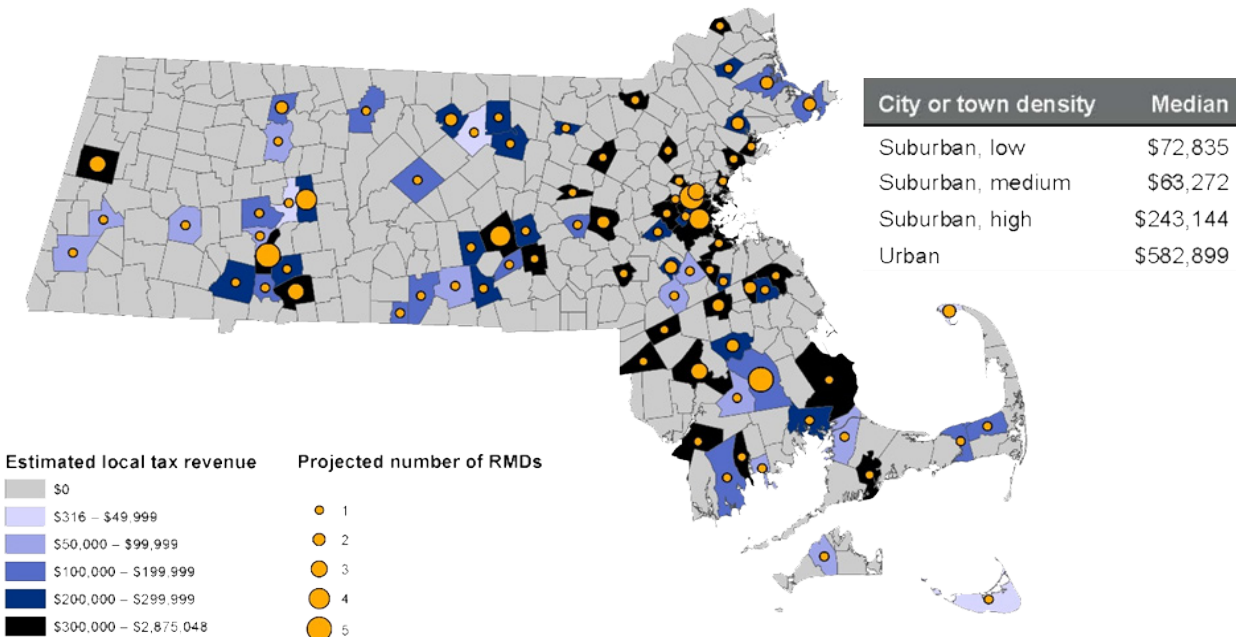 City or town density Median
Suburban, low $72,835
Suburban, medium $63,272
Suburban, high $243,144
Urban $582,899
Estimated local tax revenue
$0
$316 – $49,999
$50,000 – $99,999
$100,000 – $199,999
$200,000 – $299,999
$300,000 – $2,875,048
Projected number of RMDs
1
2
3
4
5